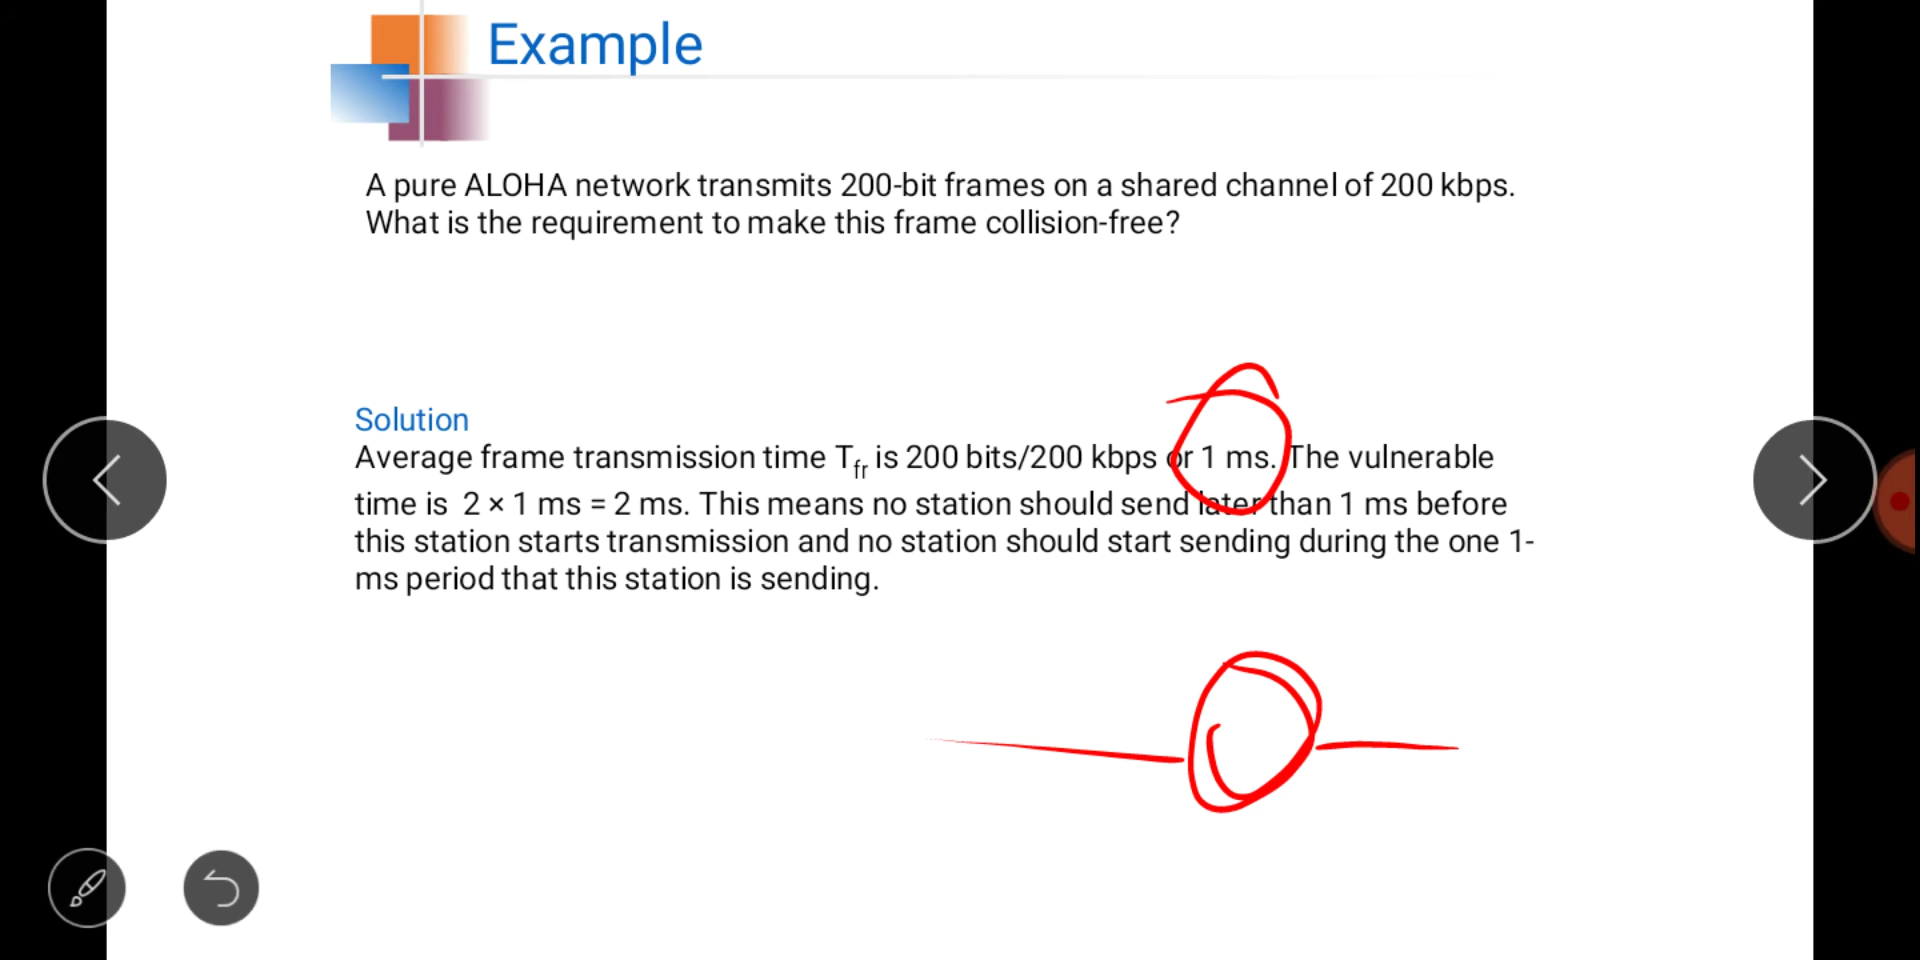 Example
A pure ALOHA network transmits 200-bit frames on a shared channel of 200 kbps.
What is the requirement to make this frame collision-free?
Solution
Average frame transmission time Tfr is 200 bits/200 kbps or 1 ms. The vulnerable
time is 2 × 1 ms = 2 ms. This means no station should send later than 1 ms before
this station starts transmission and no station should start sending during the one 1-
ms period that this station is sending.